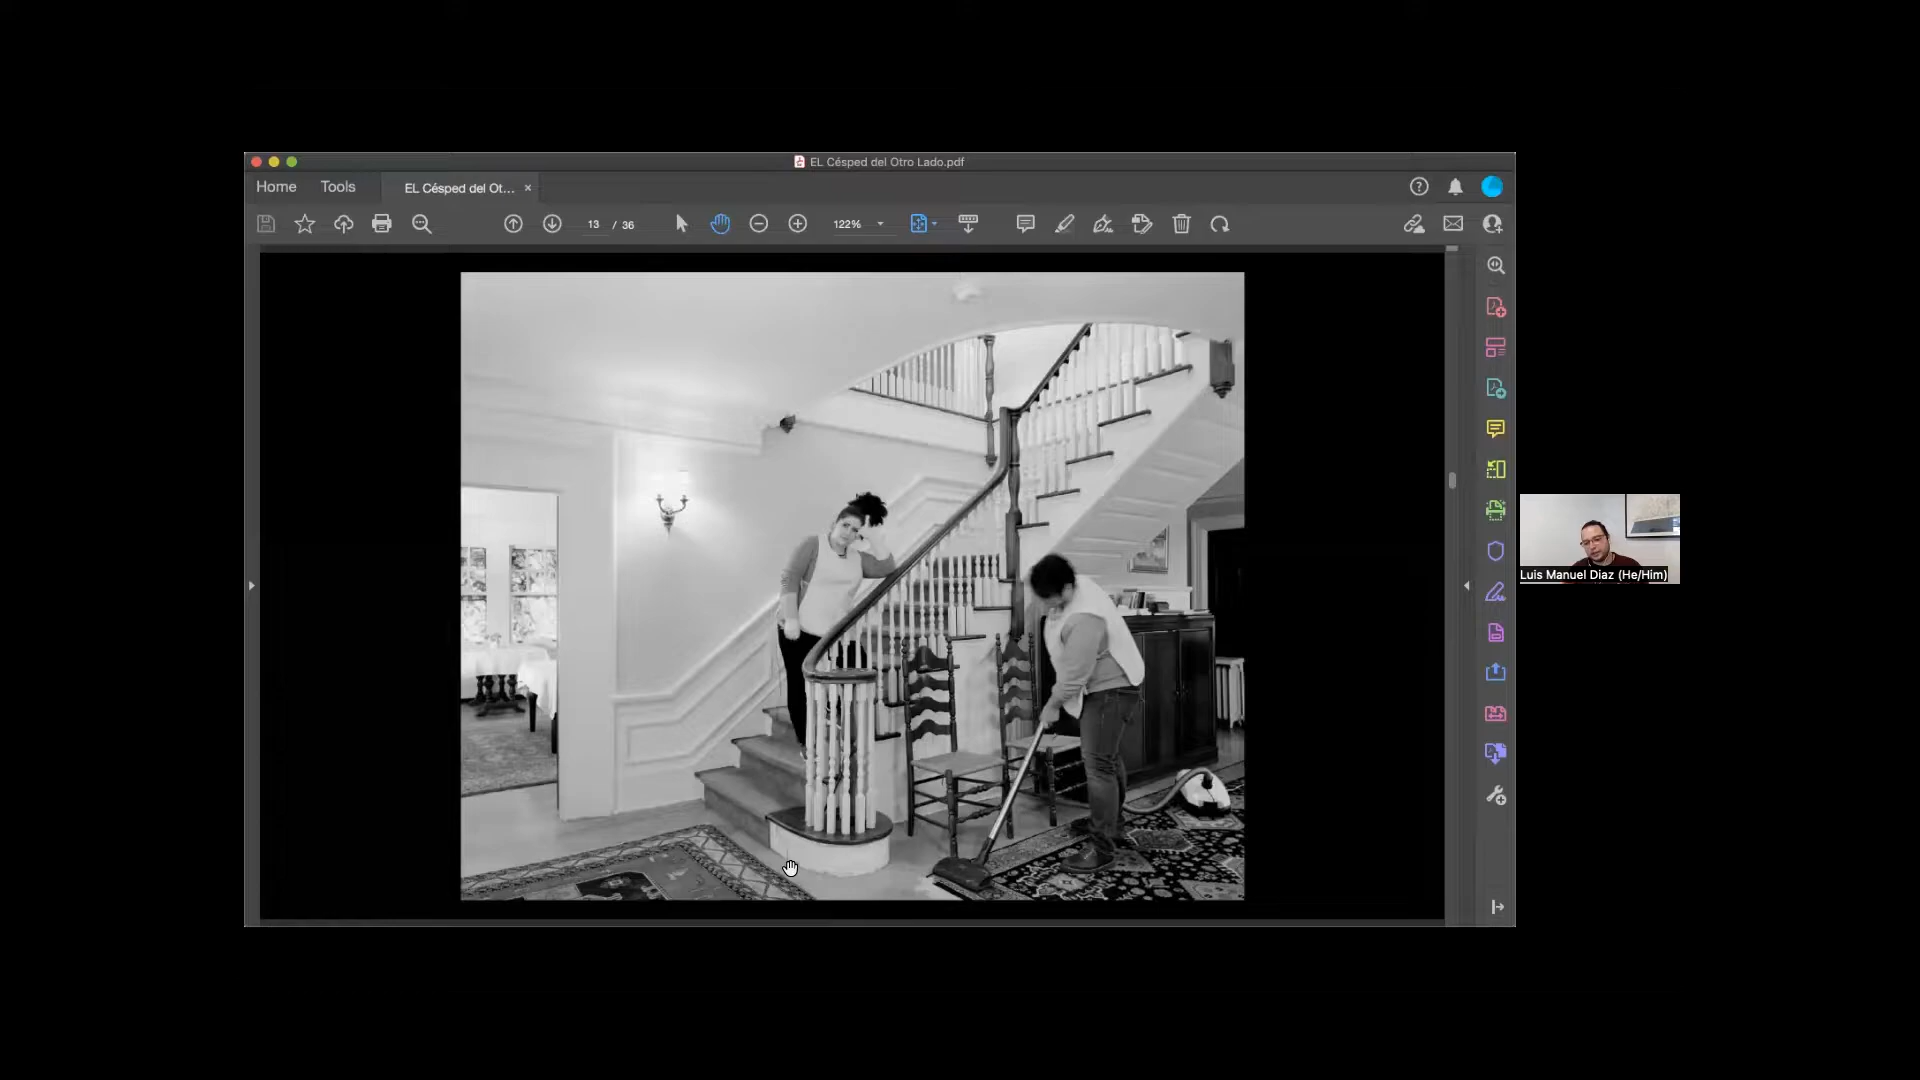 EL Césped del Otro Lado.pdf
Home Tools EL Césped del Ot... ×
13 / 36 122%
Luis Manuel Diaz (He/Him)